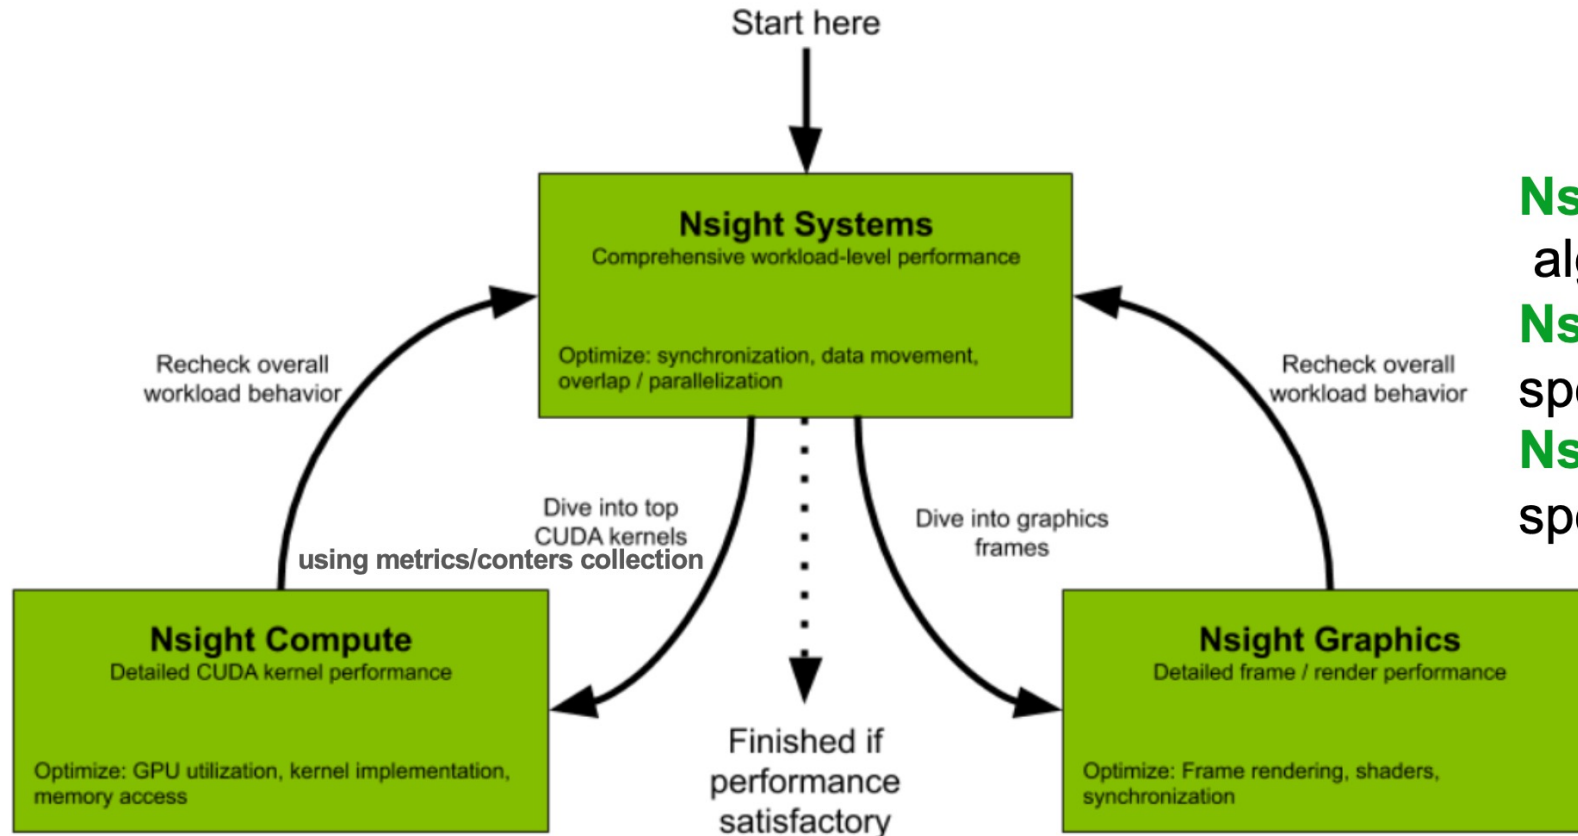 Start here
Nsight Systems
Comprehensive workload-level performance
Optimize: synchronization, data movement,
overlap / parallelization
Recheck overall
workload behavior
Recheck overall
workload behavior
Dive into top
CUDA kernels
using metrics/conters collection
Dive into graphics
frames
Nsight Compute
Detailed CUDA kernel performance
Optimize: GPU utilization, kernel implementation,
memory access
Finished if
performance
satisfactory
Nsight Graphics
Detailed frame / render performance
Optimize: Frame rendering, shaders,
synchronization